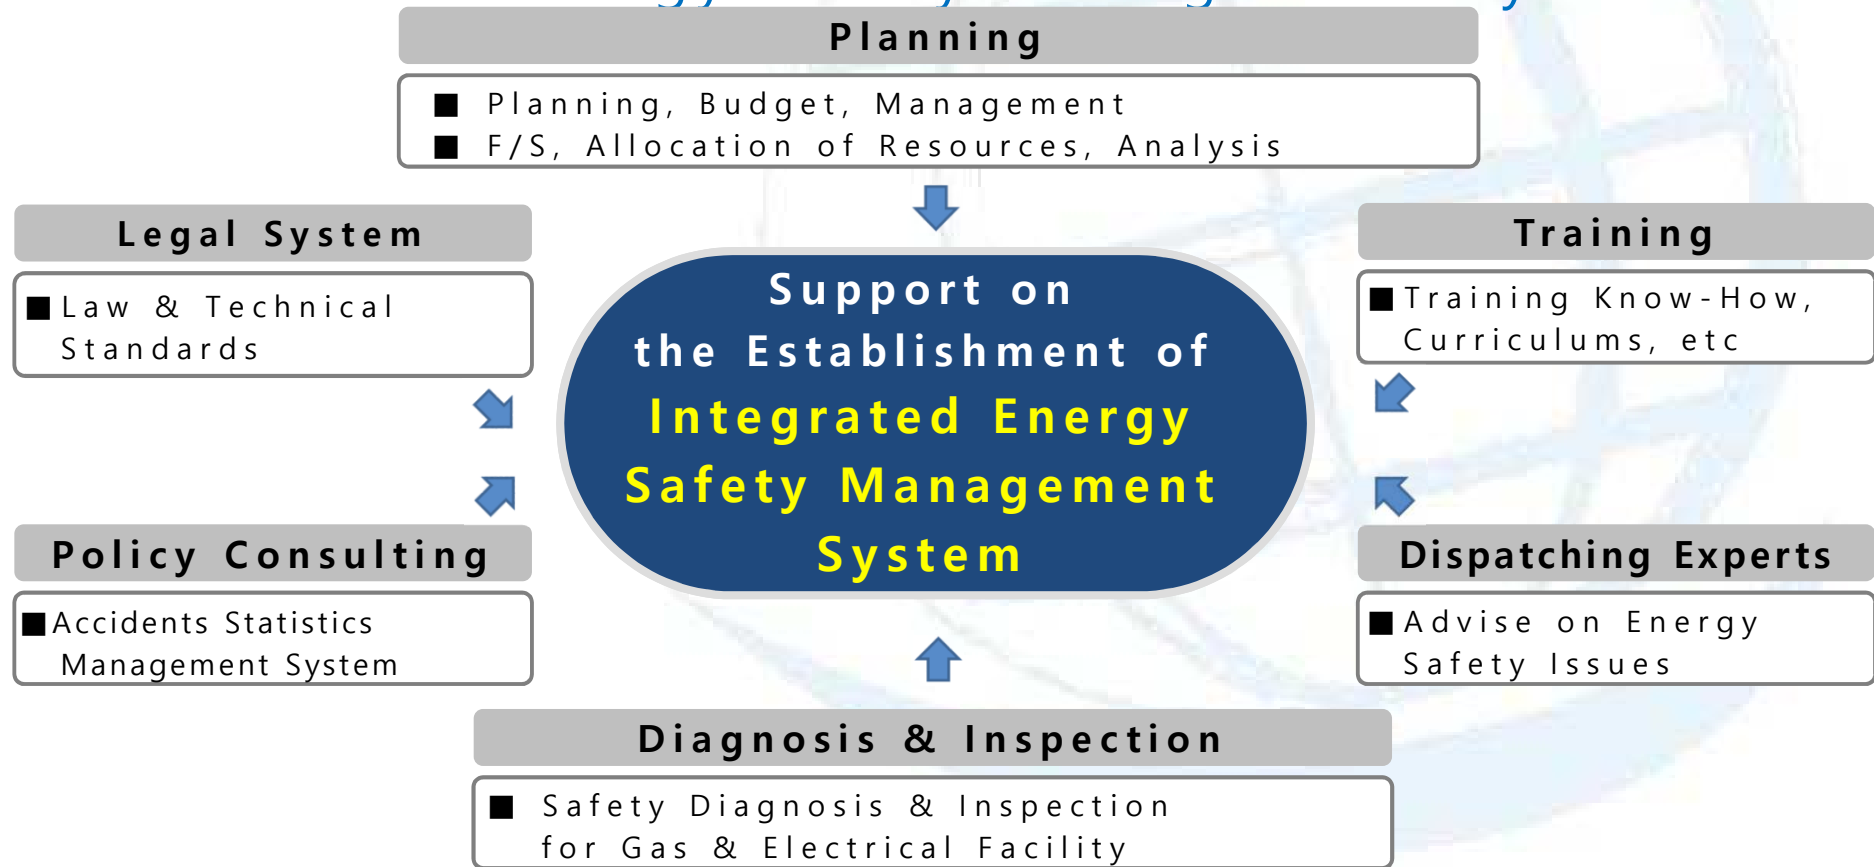 Planning
■ Planning, Budget, Management
■ F/S, Allocation of Resources, Analysis
Legal System
■ Law & Technical
Standards
Training
■ Training Know-How,
Curriculums, etc
Support on
the Establishment of
Integrated Energy
Safety Management
System
Policy Consulting
■ Accidents Statistics
Management System
Dispatching Experts
■ Advise on Energy
Safety Issues
Diagnosis & Inspection
■ Safety Diagnosis & Inspection
for Gas & Electrical Facility